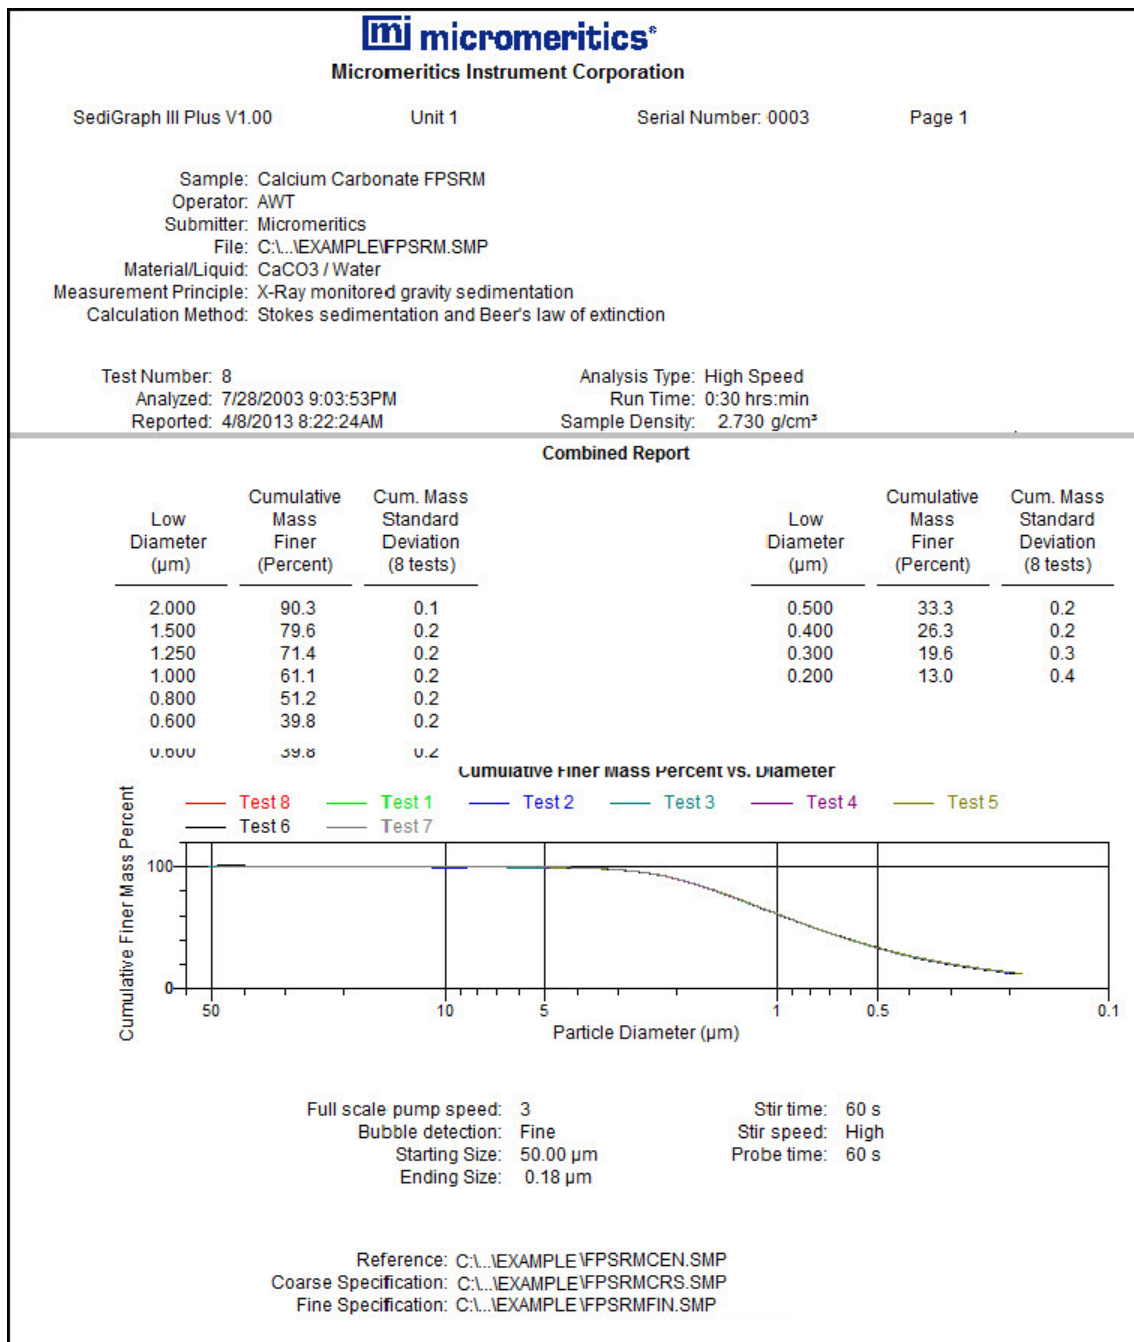 mi micromeritics®
Micromeritics Instrument Corporation
SediGraph III Plus V1.00 Unit 1 Serial Number: 0003 Page 1
Sample: Calcium Carbonate FPSRM
Operator: AWT
Submitter: Micromeritics
File: C:\...\EXAMPLE\FPSRM.SMP
Material/Liquid: CaCO3 / Water
Measurement Principle: X-Ray monitored gravity sedimentation
Calculation Method: Stokes sedimentation and Beer's law of extinction
Test Number: 8 Analysis Type: High Speed
Analyzed: 7/28/2003 9:03:53PM Run Time: 0:30 hrs:min
Reported: 4/8/2013 8:22:24AM Sample Density: 2.730 g/cm³
Combined Report
Cumulative Cum. Mass Cumulative Cum. Mass
Low Mass Standard Low Mass Standard
Diameter Finer Deviation Diameter Finer Deviation
(µm) (Percent) (8 tests) (µm) (Percent) (8 tests)
2.000 90.3 0.1 0.500 33.3 0.2
1.500 79.6 0.2 0.400 26.3 0.2
1.250 71.4 0.2 0.300 19.6 0.3
1.000 61.1 0.2 0.200 13.0 0.4
0.800 51.2 0.2
0.600 39.8 0.2
0.600 39.8 0.2
Cumulative Finer Mass Percent vs. Diameter
Test 8 Test 1 Test 2 Test 3 Test 4 Test 5
Test 6 Test 7
Cumulative Finer Mass Percent
100
0
50 10 5 1 0.5 0.1
Particle Diameter (µm)
Full scale pump speed: 3 Stir time: 60 s
Bubble detection: Fine Stir speed: High
Starting Size: 50.00 µm Probe time: 60 s
Ending Size: 0.18 µm
Reference: C:\...\EXAMPLE\FPSRMCEN.SMP
Coarse Specification: C:\...\EXAMPLE\FPSRMCRS.SMP
Fine Specification: C:\...\EXAMPLE\FPSRMFIN.SMP